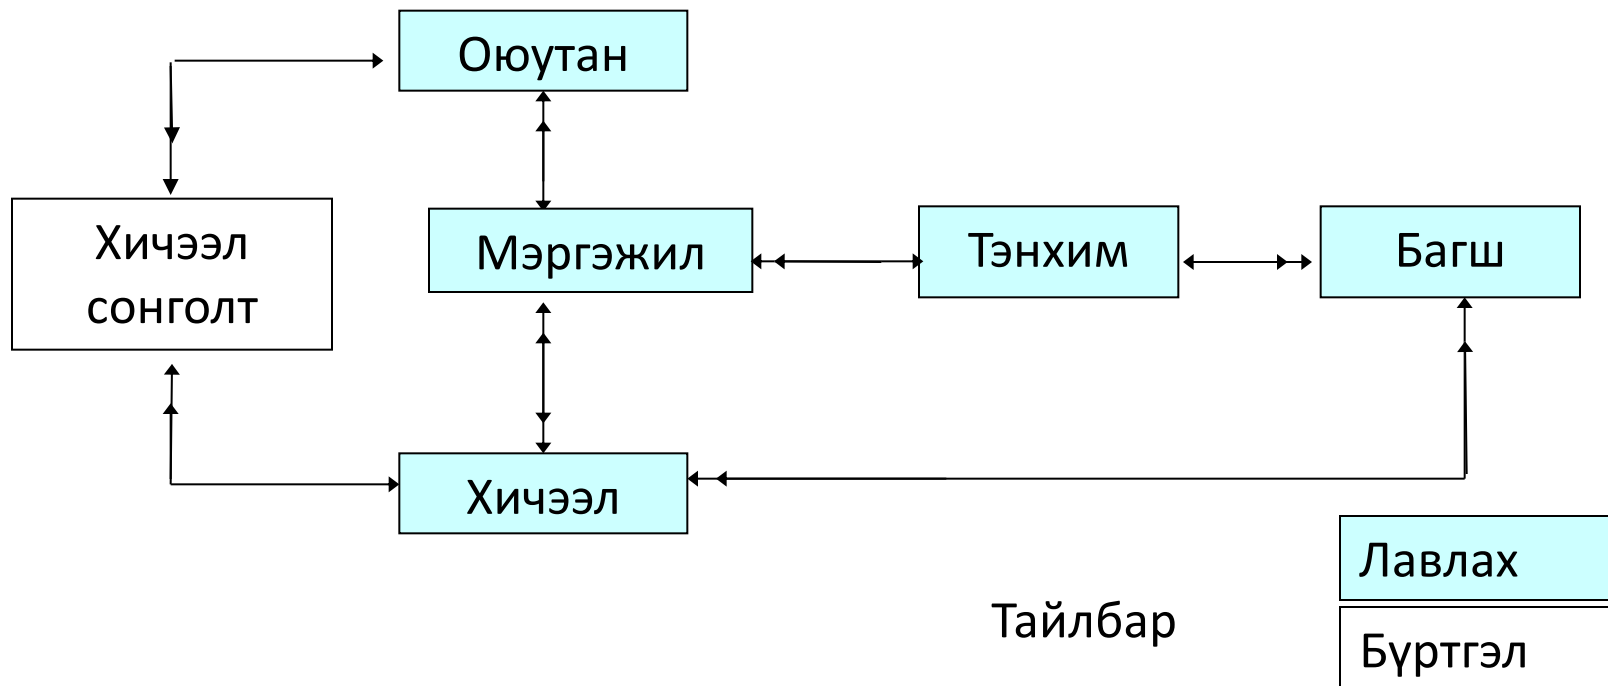 Оюутан
Хичээл
сонголт
Мэргэжил
Тэнхим
Багш
Хичээл
Лавлах
Тайлбар
Бүртгэл